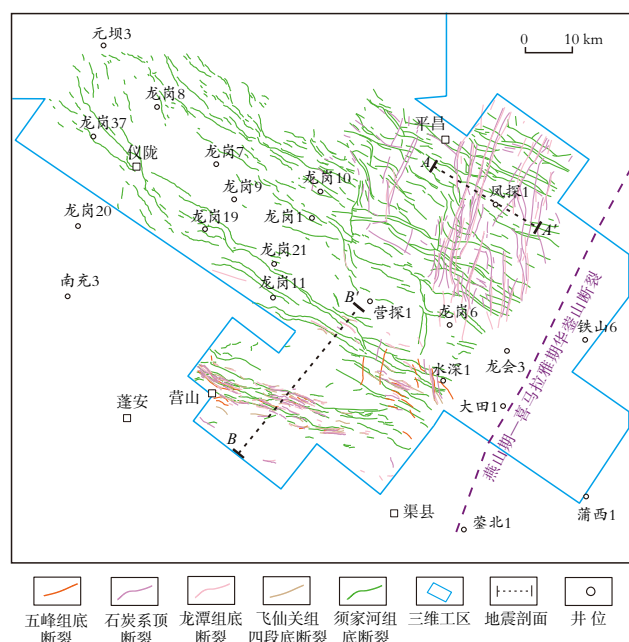 元坝3
0 10 km
龙岗8
龙岗37
仪陇
龙岗7
平昌
A
龙岗10
凤探1
龙岗9
龙岗20
龙岗19
龙岗1
A′
龙岗21
南充3
龙岗11
B′
营探1
龙岗6
铁山6
龙会3
水深1
营山
蓬安
大田1
B
燕山期—喜马拉雅期华蓥山断裂
渠县
蓥北1
蒲西1
五峰组底
断裂
石炭系顶
断裂
龙潭组底
断裂
飞仙关组
四段底断裂
须家河组
底断裂
三维工区
地震剖面
井 位